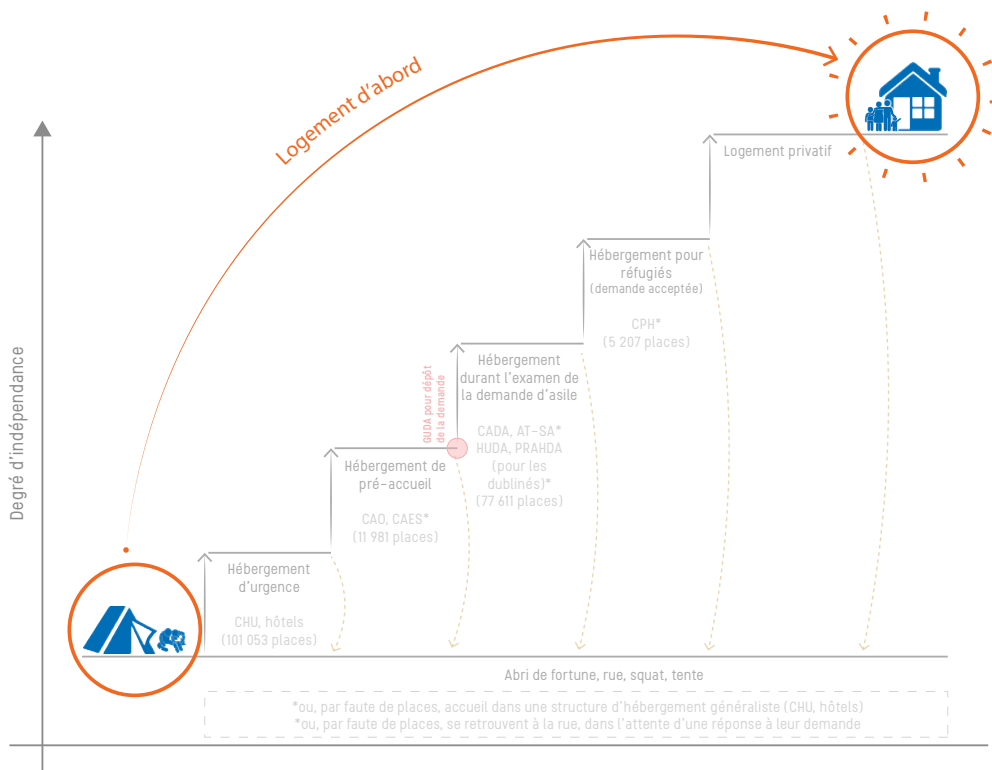 Logement d'abord
Logement privatif
Hébergement pour
réfugiés
(demande acceptée)
CPH*
(5 207 places)
Hébergement
durant l'examen de
la demande d'asile
CADA, AT-SA*
HUDA, PRAHDA
(pour les
dublinés)*
(77 611 places)
GUDA pour dépôt
de la demande
Hébergement de
pré-accueil
CAO, CAES*
(11 981 places)
Hébergement
d'urgence
CHU, hôtels
(101 053 places)
Degré d'indépendance
Abri de fortune, rue, squat, tente
*ou, par faute de places, accueil dans une structure d'hébergement généraliste (CHU, hôtels)
*ou, par faute de places, se retrouvent à la rue, dans l'attente d'une réponse à leur demande